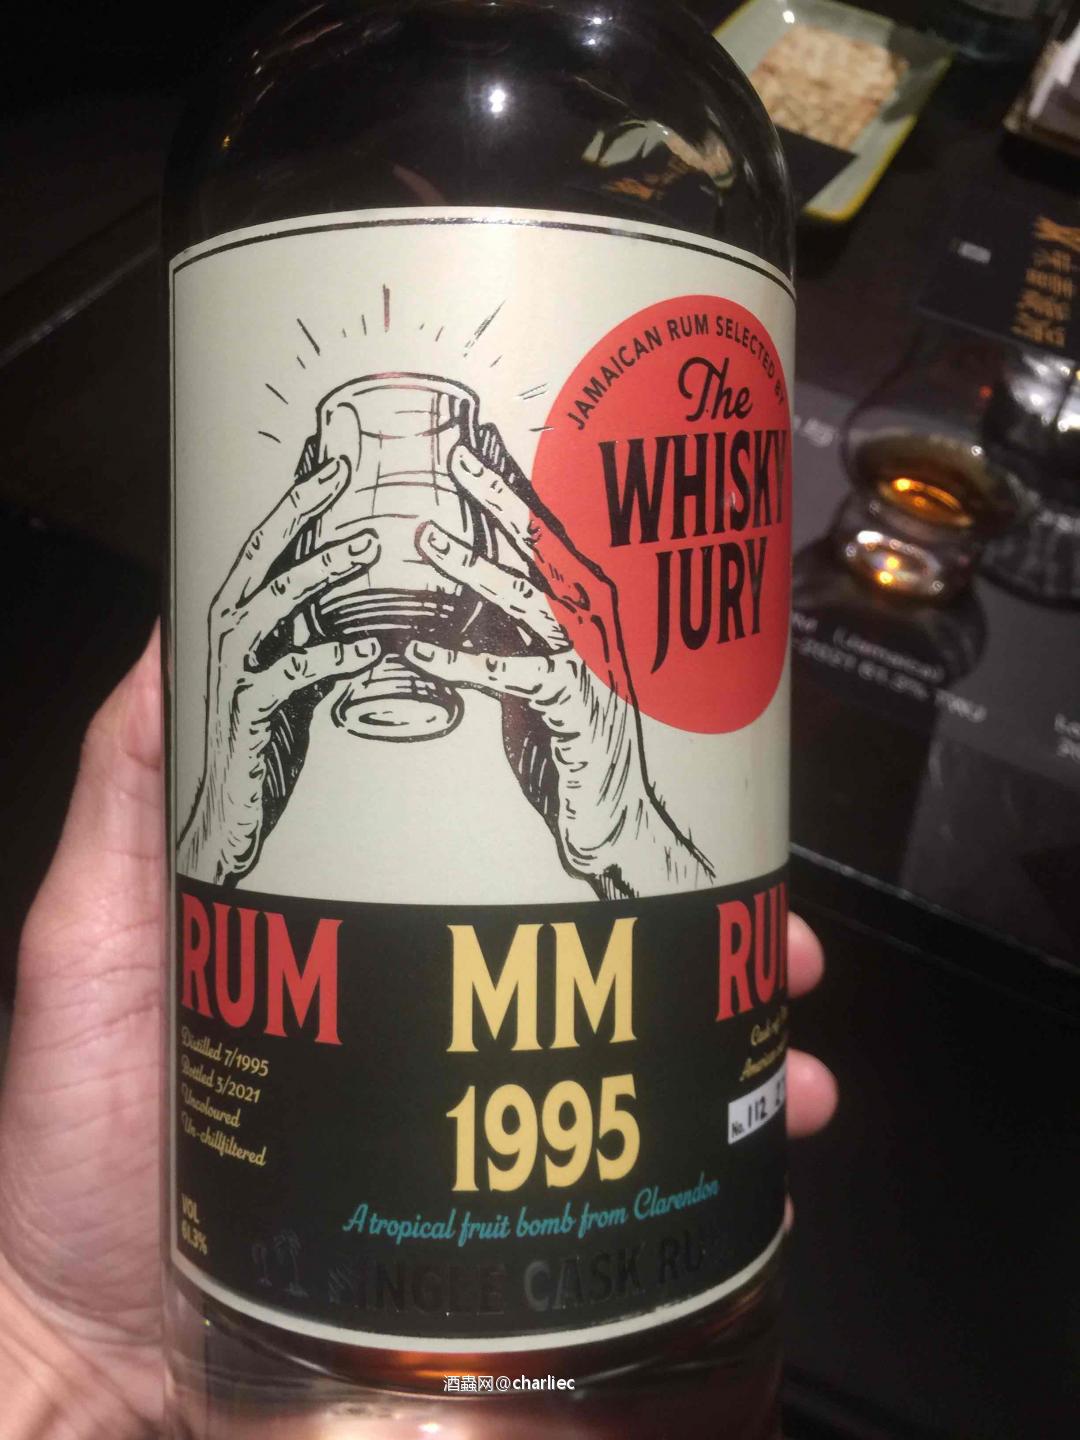 JAMAICAN RUM SELECTED BY
The
WHISKY
JURY
RUM MM
1995
Distilled 7/1995
Bottled 3/2021
Uncoloured
Un-chillfiltered
VOL
61.3%
No. 112
A tropical fruit bomb from Clarendon
SINGLE CASK
酒蟲网@charliec